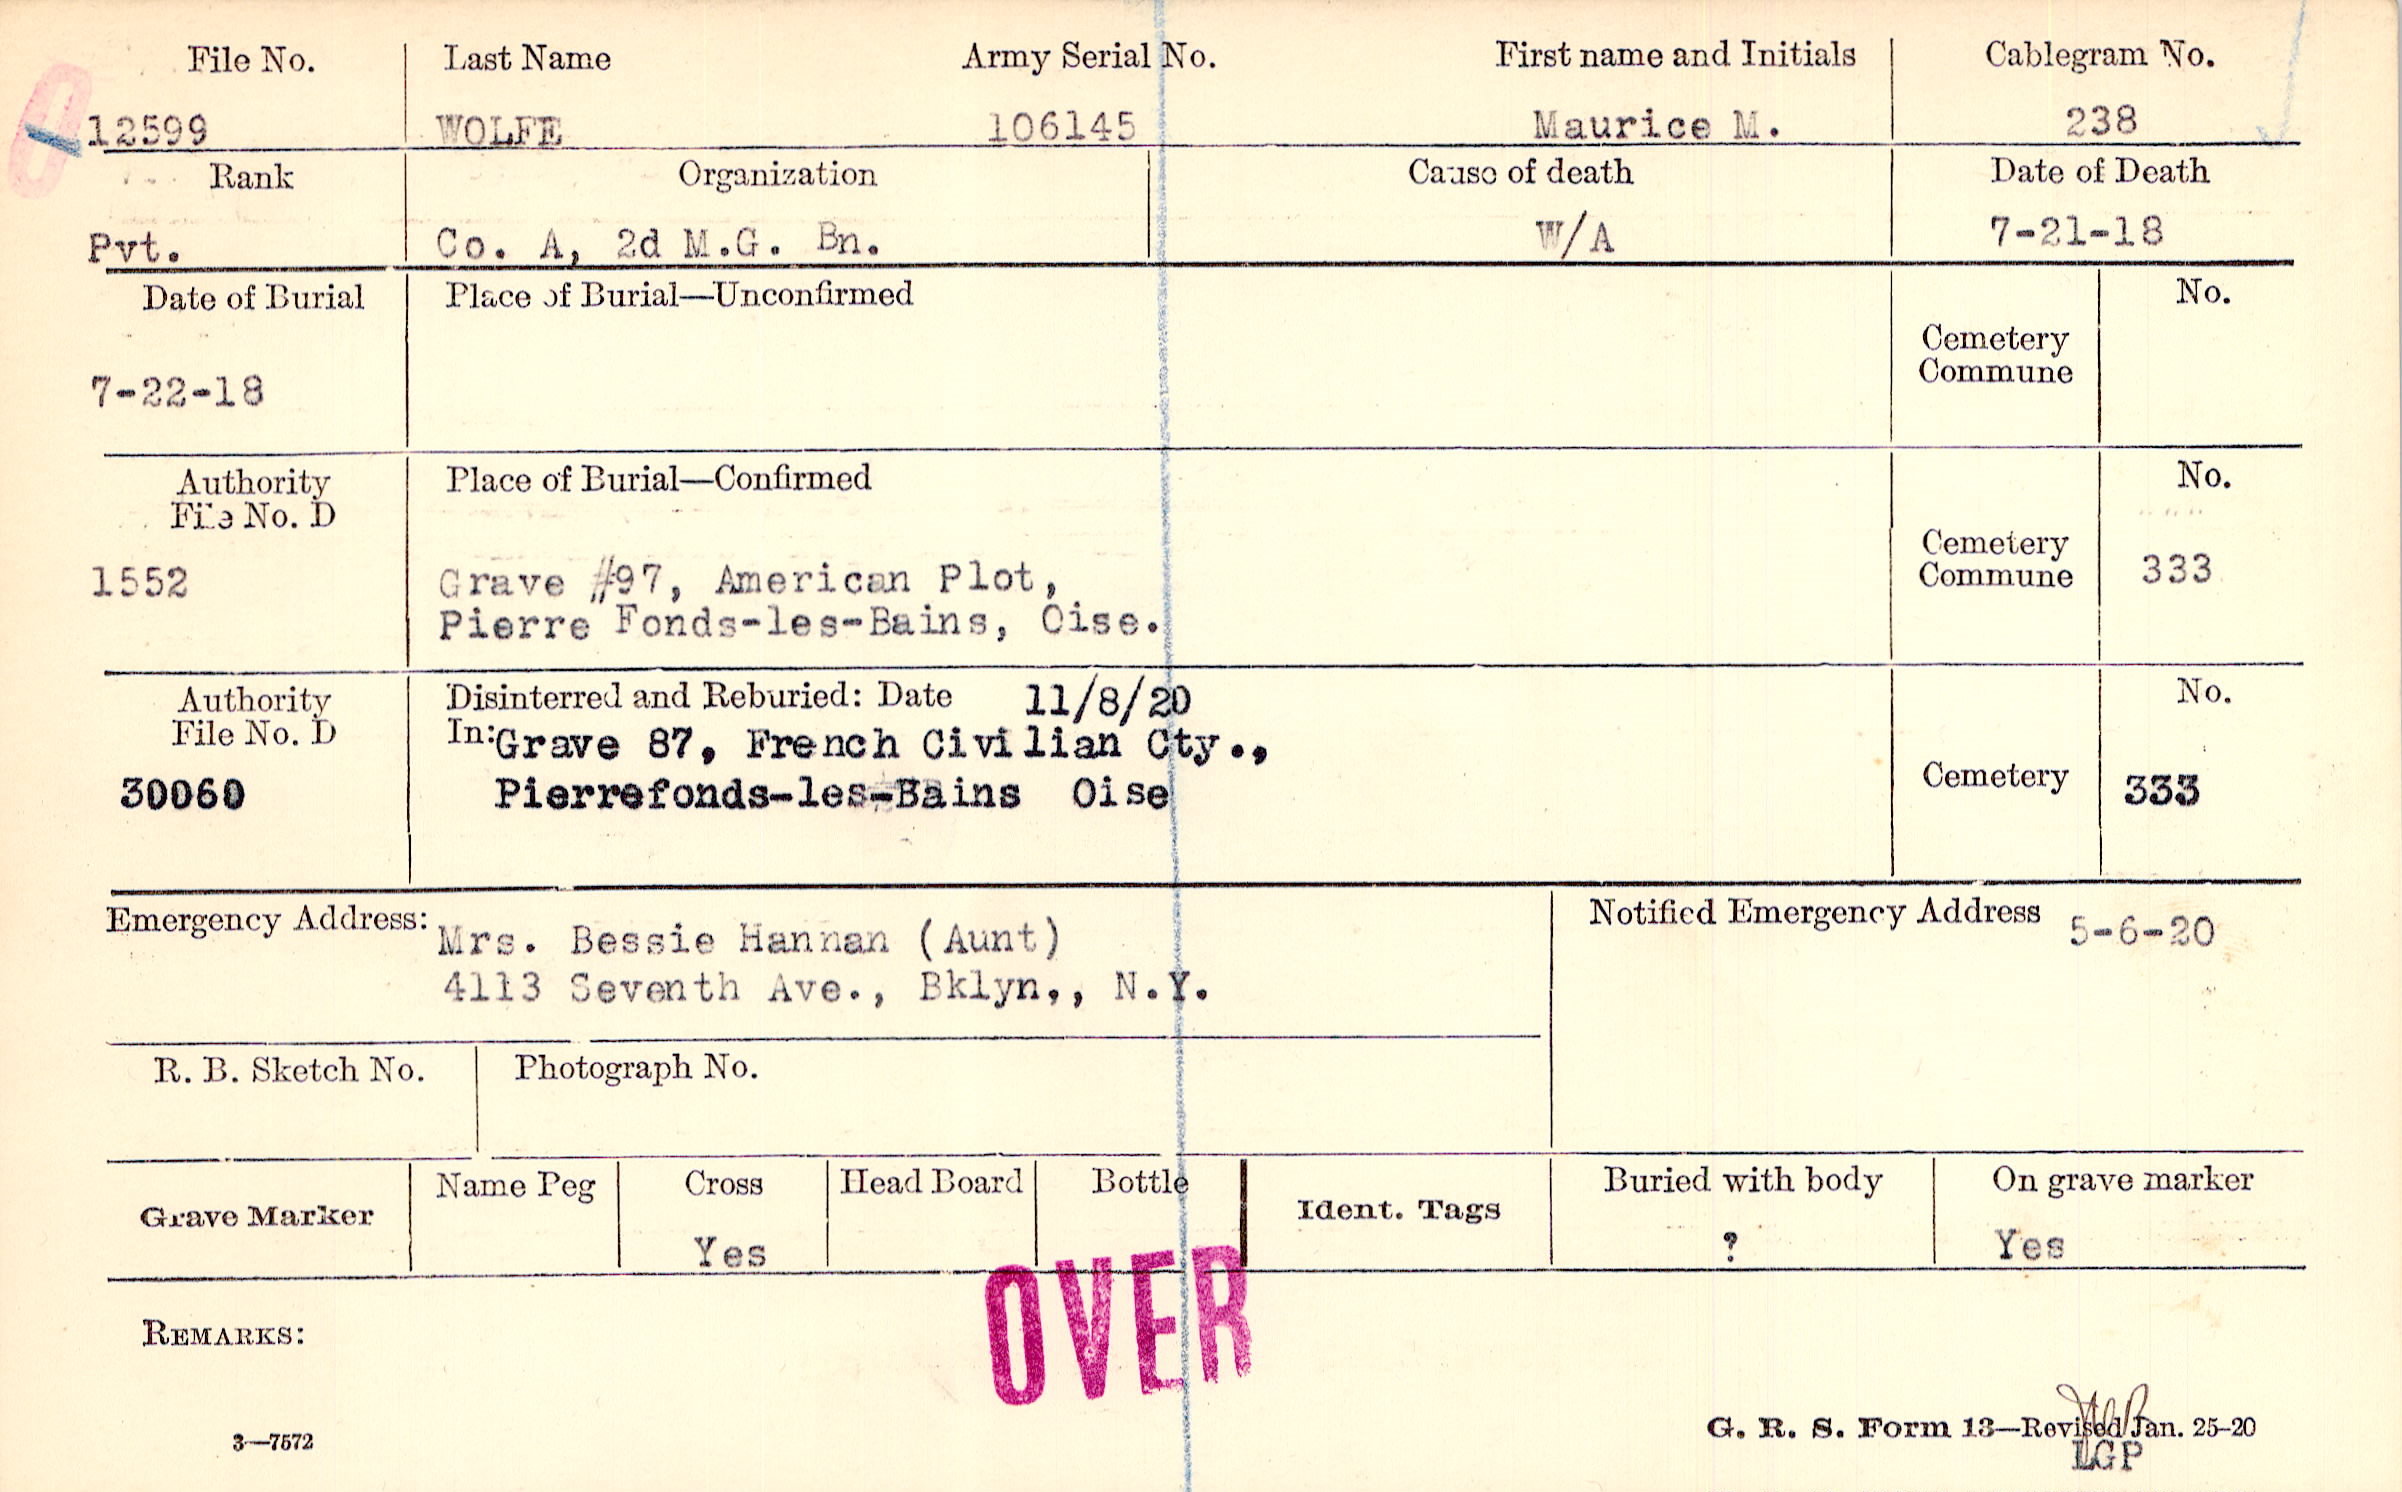 File No. Last Name Army Serial No. First name and Initials Cablegram No.
12599 WOLFE 106145 Maurice M. 238
Rank Organization Cause of death Date of Death
Pvt. Co. A, 2d M.G. Bn. W/A 7-21-18
Date of Burial Place of Burial—Unconfirmed No.
Cemetery
Commune
7-22-18
Authority Place of Burial—Confirmed No.
File No. D
Cemetery
1552 Grave #97, American Plot, Commune 333
Pierre Fonds-les-Bains, Oise.
Authority Disinterred and Reburied: Date 11/8/20 No.
File No. D In: Grave 87, French Civilian Cty.,
30060 Pierrefonds-les-Bains Oise Cemetery 333
Emergency Address: Mrs. Bessie Hannan (Aunt) Notified Emergency Address 5-6-20
4113 Seventh Ave., Bklyn,, N.Y.
R. B. Sketch No. Photograph No.
Name Peg Cross Head Board Bottle Buried with body On grave marker
Grave Marker Ident. Tags
Yes ? Yes
OVER
REMARKS:
3—7572 G. R. S. Form 13—Revised Jan. 25-20
LGP